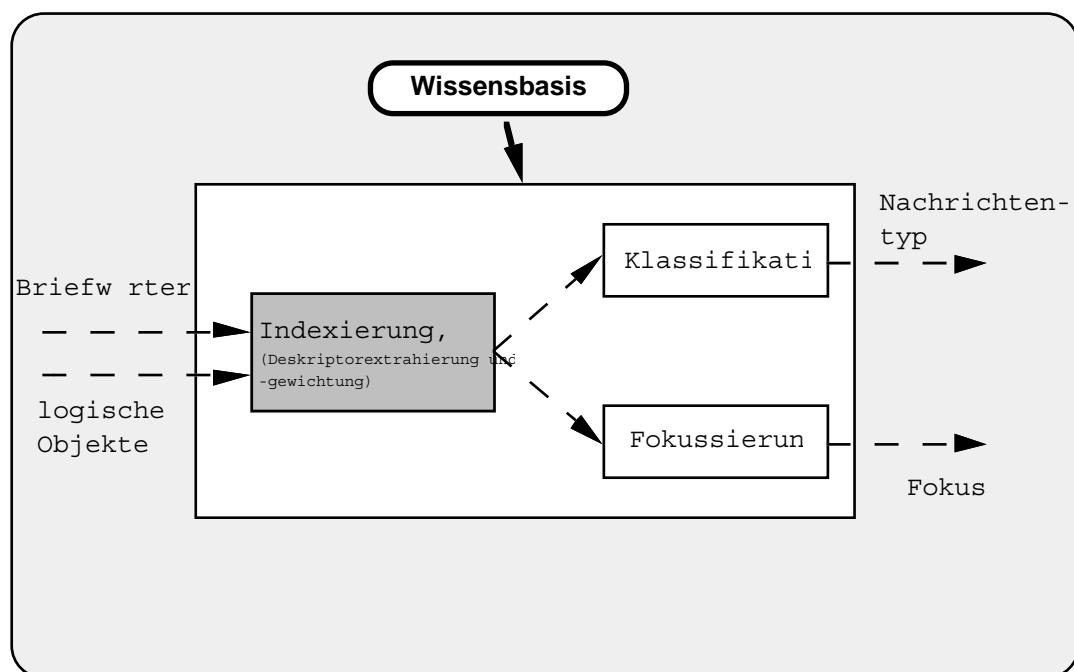 Wissensbasis
Nachrichten-
typ
Klassifikati
Briefw rter
Indexierung,
(Deskriptorextrahierung und
-gewichtung)
logische
Objekte
Fokussierun
Fokus